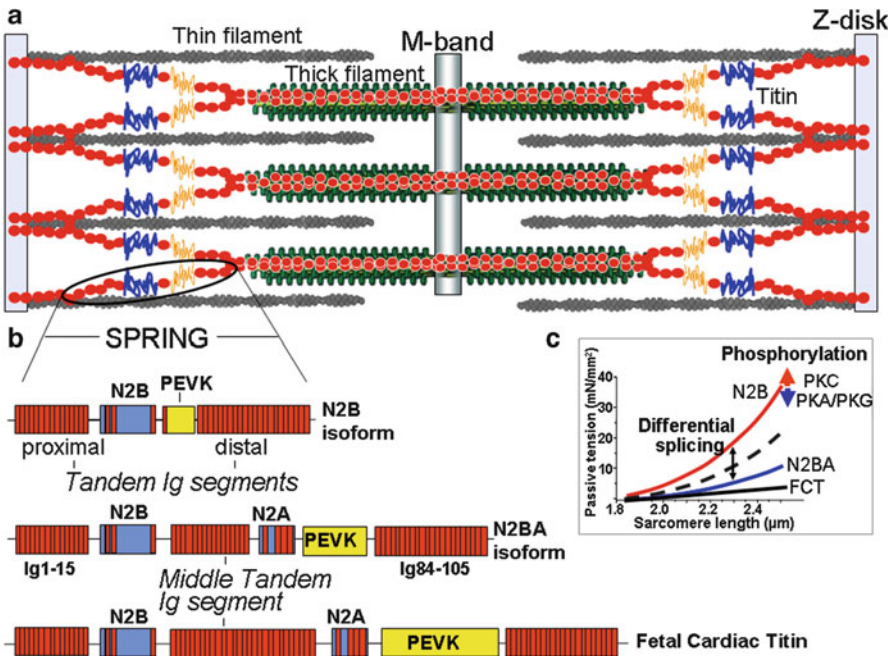 a
Thin filament
M-band
Z-disk
Thick filament
Titin
b
SPRING
PEVK
N2B
N2B
isoform
proximal
distal
Tandem Ig segments
N2B
N2A
PEVK
N2BA
isoform
Ig1-15
Ig84-105
Middle Tandem
Ig segment
N2B
N2A
PEVK
Fetal Cardiac Titin
c
Phosphorylation
PKC
PKA/PKG
N2B
Differential
splicing
N2BA
FCT
Passive tension (mN/mm²)
40
30
20
10
1.8
2.0
2.2
2.4
2.6
Sarcomere length (µm)